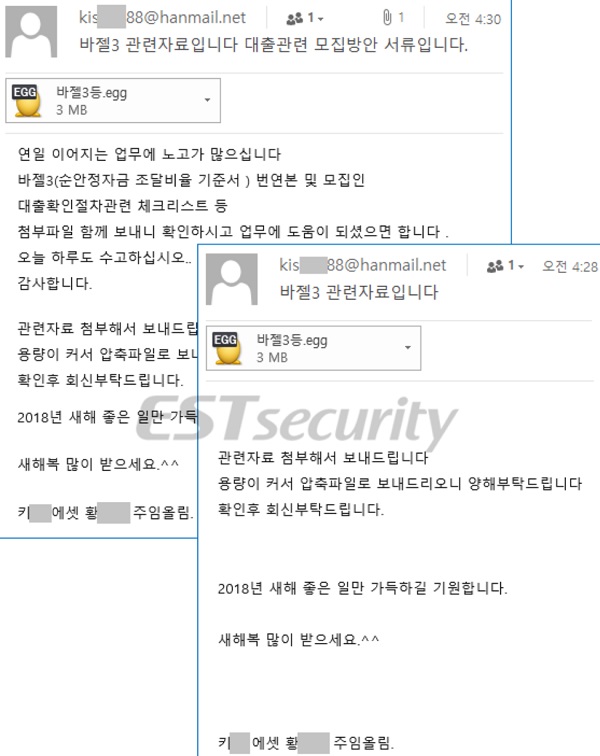 kis 88@hanmail.net 1 1 오전 4:30
바젤3 관련자료입니다 대출관련 모집방안 서류입니다.
EGG 바젤3등.egg
3 MB
연일 이어지는 업무에 노고가 많으십니다
바젤3(순안정자금 조달비율 기준서 ) 번연본 및 모집인
대출확인절차관련 체크리스트 등
첨부파일 함께 보내니 확인하시고 업무에 도움이 되셨으면 합니다 .
오늘 하루도 수고하십시오..
감사합니다.
관련자료 첨부해서 보내드립
용량이 커서 압축파일로 보내
확인후 회신부탁드립니다.
2018년 새해 좋은 일만 가득
새해복 많이 받으세요.^^
키 에셋 황 주임올림.
kis 88@hanmail.net 1 오전 4:28
바젤3 관련자료입니다
EGG 바젤3등.egg
3 MB
ESTsecurity
관련자료 첨부해서 보내드립니다
용량이 커서 압축파일로 보내드리오니 양해부탁드립니다
확인후 회신부탁드립니다.
2018년 새해 좋은 일만 가득하길 기원합니다.
새해복 많이 받으세요.^^
키 에셋 황 주임올림.